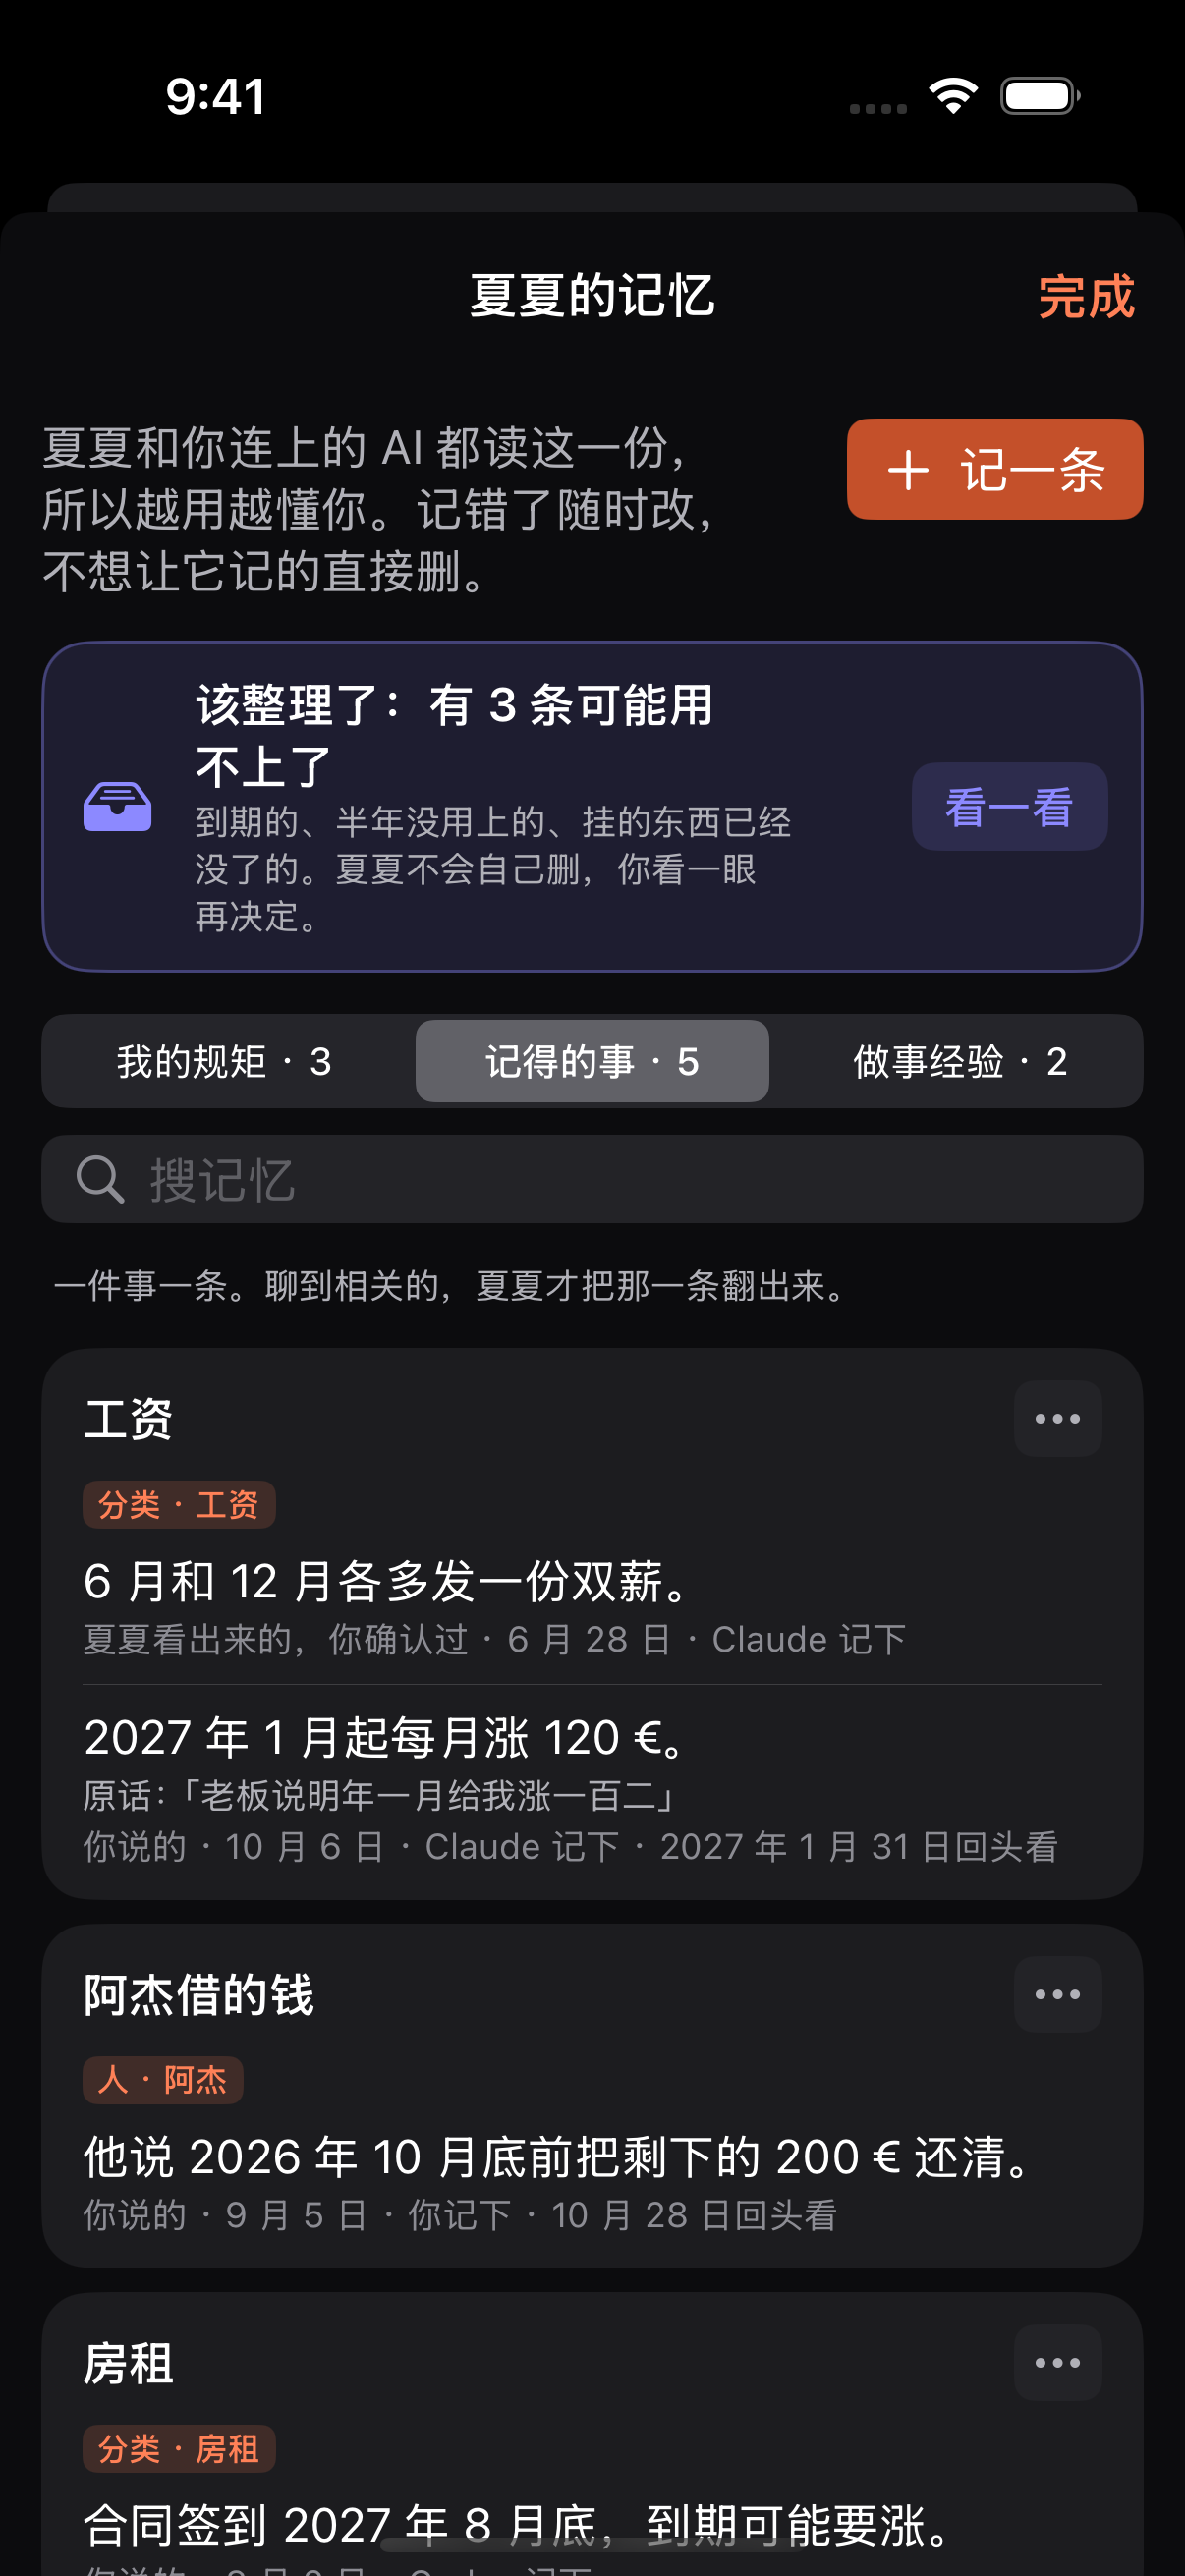 9:41
夏夏的记忆
完成
夏夏和你连上的 AI 都读这一份，
所以越用越懂你。记错了随时改，
不想让它记的直接删。
记一条
该整理了：有 3 条可能用
不上了
到期的、半年没用上的、挂的东西已经
没了的。夏夏不会自己删，你看一眼
再决定。
看一看
我的规矩 · 3
记得的事 · 5
做事经验 · 2
搜记忆
一件事一条。聊到相关的，夏夏才把那一条翻出来。
工资
分类 · 工资
6 月和 12 月各多发一份双薪。
夏夏看出来的，你确认过 · 6 月 28 日 · Claude 记下
2027 年 1 月起每月涨 120 €。
原话：「老板说明年一月给我涨一百二」
你说的 · 10 月 6 日 · Claude 记下 · 2027 年 1 月 31 日回头看
阿杰借的钱
人 · 阿杰
他说 2026 年 10 月底前把剩下的 200 € 还清。
你说的 · 9 月 5 日 · 你记下 · 10 月 28 日回头看
房租
分类 · 房租
合同签到 2027 年 8 月底，到期可能要涨。